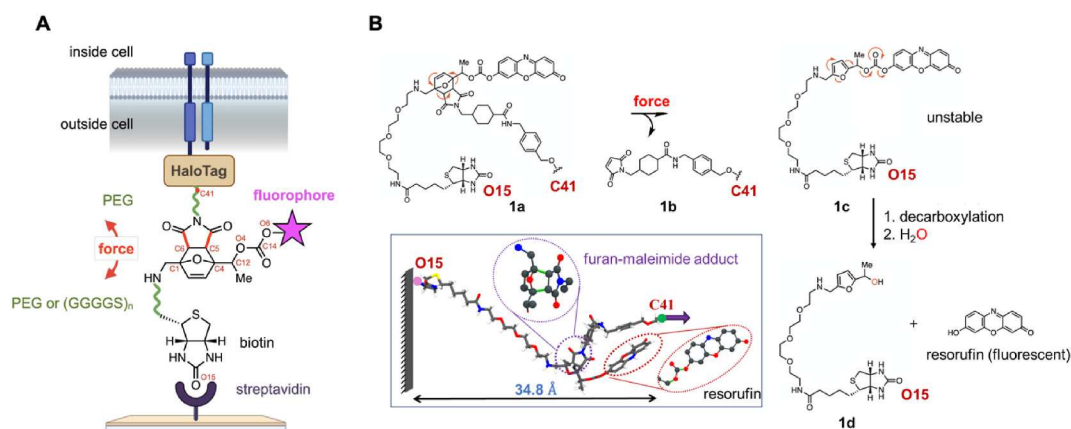 A
inside cell
outside cell
HaloTag
C41
PEG
fluorophore
force
O
N
O
O6
O4
O
C14
C6
C5
O
C1
C4
C12
O
Me
HN
PEG or (GGGGS)n
S
H
H
biotin
HN
NH
O
O15
streptavidin
B
force
unstable
O15
C41
1a
1b
C41
O15
1c
1. decarboxylation
2. H2O
O15
furan-maleimide adduct
C41
34.8 Å
resorufin
+
resorufin (fluorescent)
O15
1d